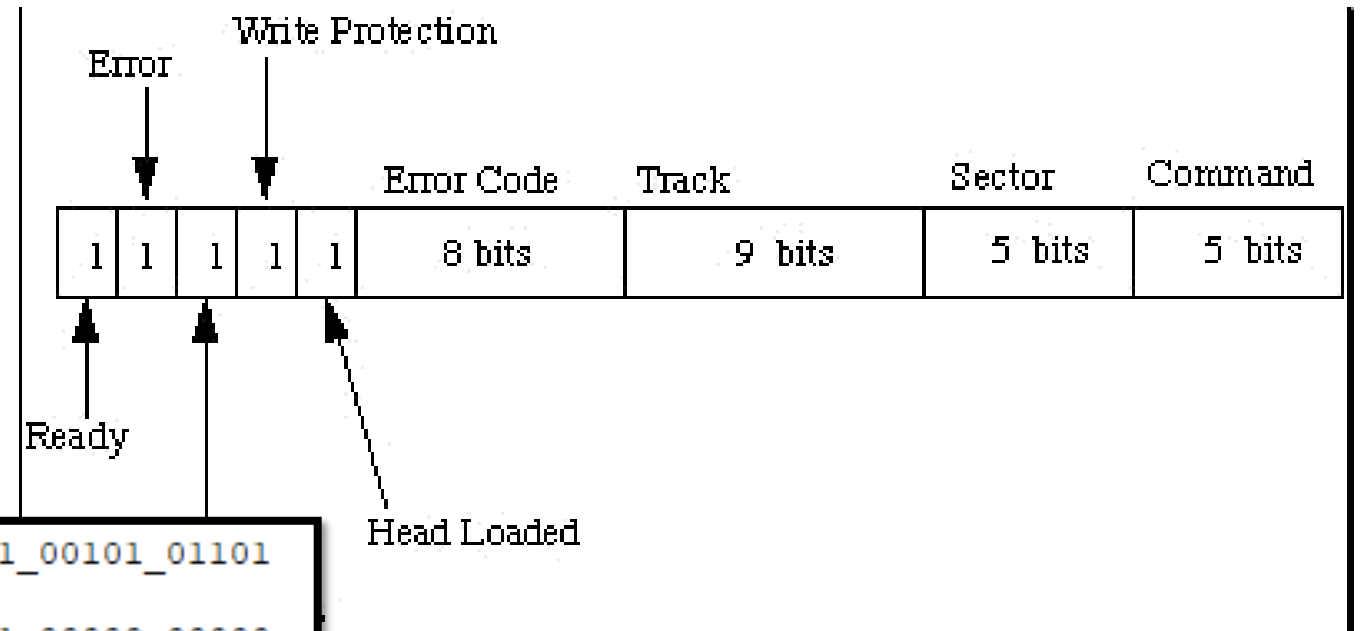 Write Protection
Error
Error Code Track Sector Command
1 1 1 1 1 8 bits 9 bits 5 bits 5 bits
Ready
Head Loaded
1_00101_01101